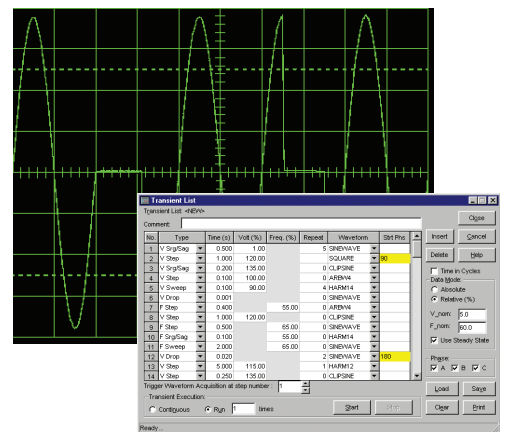 Transient List
Transient List: <NEW>
Close
Comment:
No. Type Time (s) Volt (%) Freq. (%) Repeat Waveform Strt Phs
1 V Srg/Sag 0.500 1.00 5 SINEWAVE
2 V Step 1.000 120.00 SQUARE 90
3 V Srg/Sag 0.200 135.00 0 CLIPSINE
4 V Step 0.100 100.00 0 ARBW4
5 V Sweep 0.100 90.00 4 HARM14
6 V Drop 0.001 2 SINEWAVE
7 F Step 0.400 55.00 0 ARBW4
8 V Step 1.000 120.00 0 CLIPSINE
9 F Step 0.500 65.00 0 SINEWAVE
10 F Srg/Sag 0.100 55.00 0 HARM14
11 F Sweep 2.000 65.00 0 SINEWAVE
12 V Drop 0.020 2 SINEWAVE 180
13 V Step 5.000 115.00 1 HARM12
14 V Step 0.250 135.00 0 CLIPSINE
Insert Cancel
Delete Help
Time in Cycles
Data Mode:
Absolute
Relative (%)
V_nom: 5.0
F_nom: 60.0
Use Steady State
Phase:
A B C
Load Save
Clear Print
Trigger Waveform Acquisition at step number: 1
Transient Execution:
Continuous Run 1 times
Start Stop
Ready...